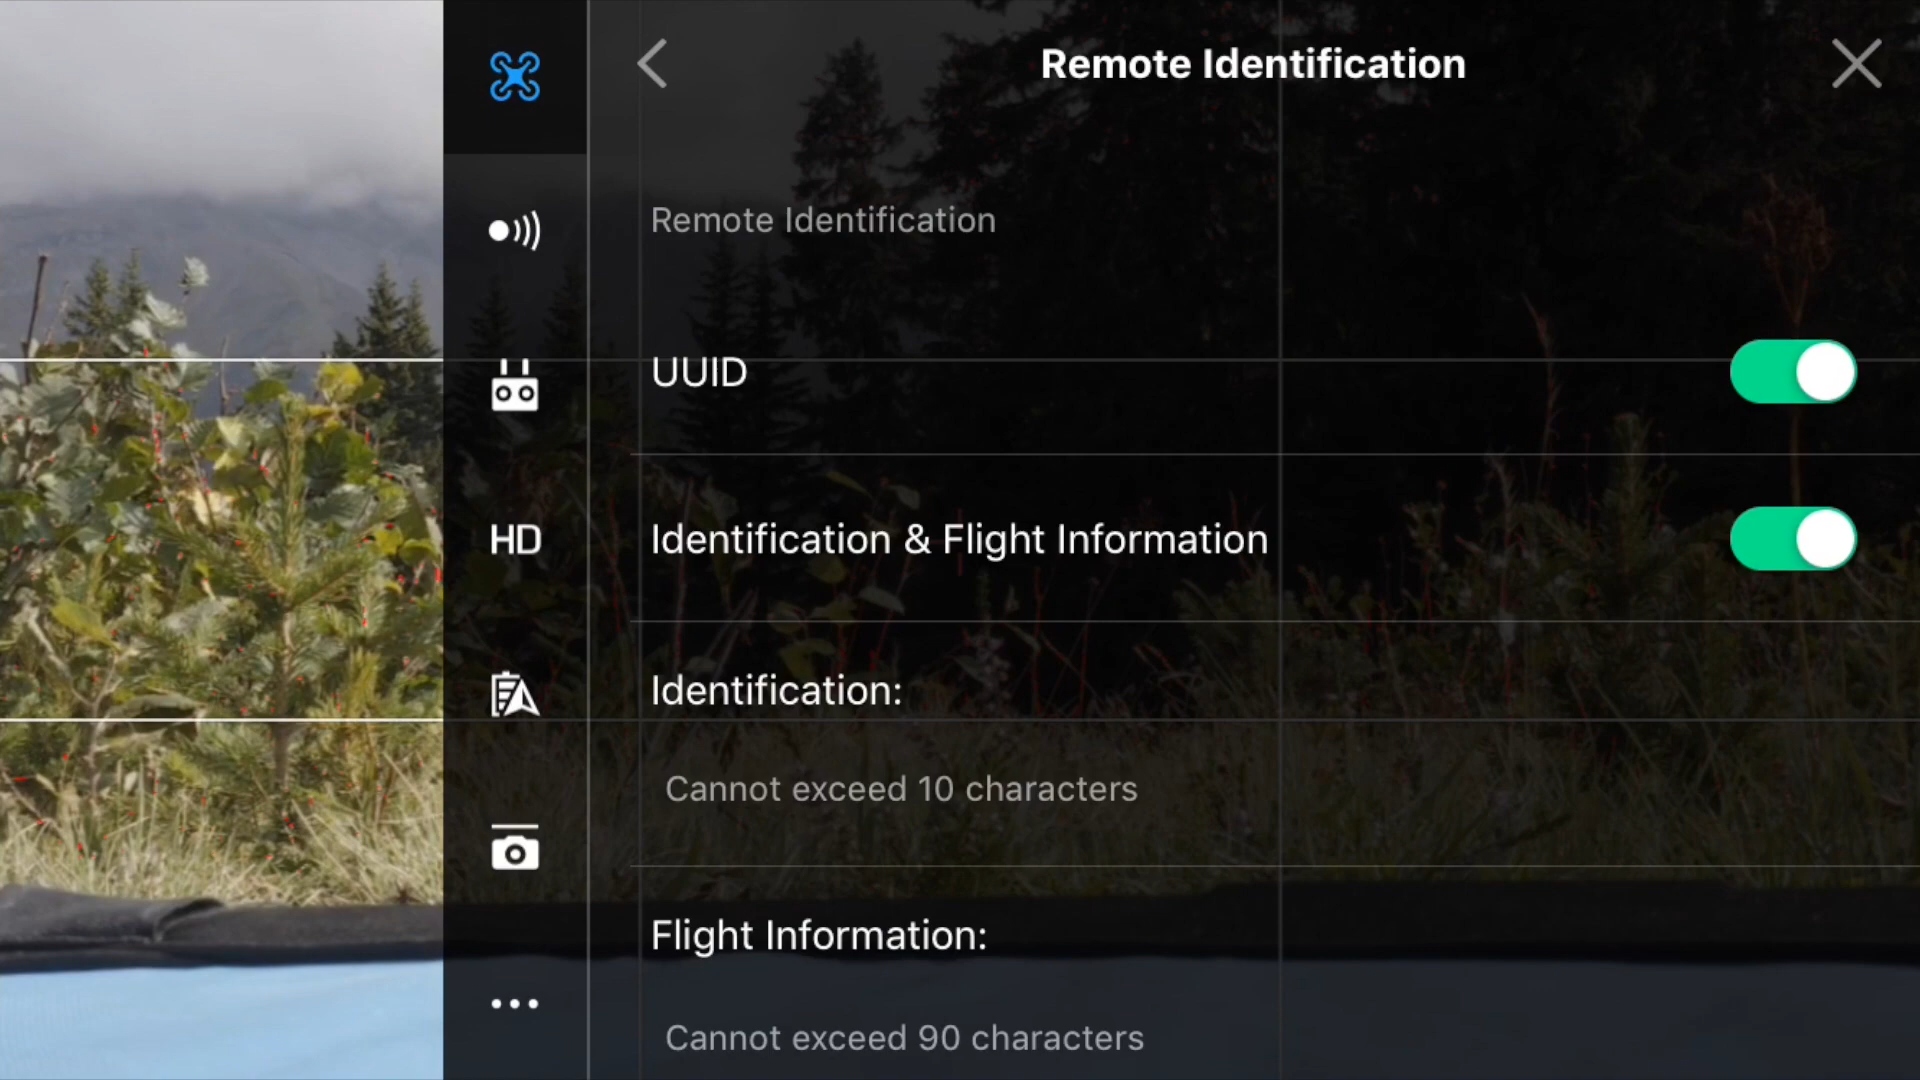 Remote Identification
Remote Identification
UUID
HD
Identification & Flight Information
Identification:
Cannot exceed 10 characters
Flight Information:
Cannot exceed 90 characters